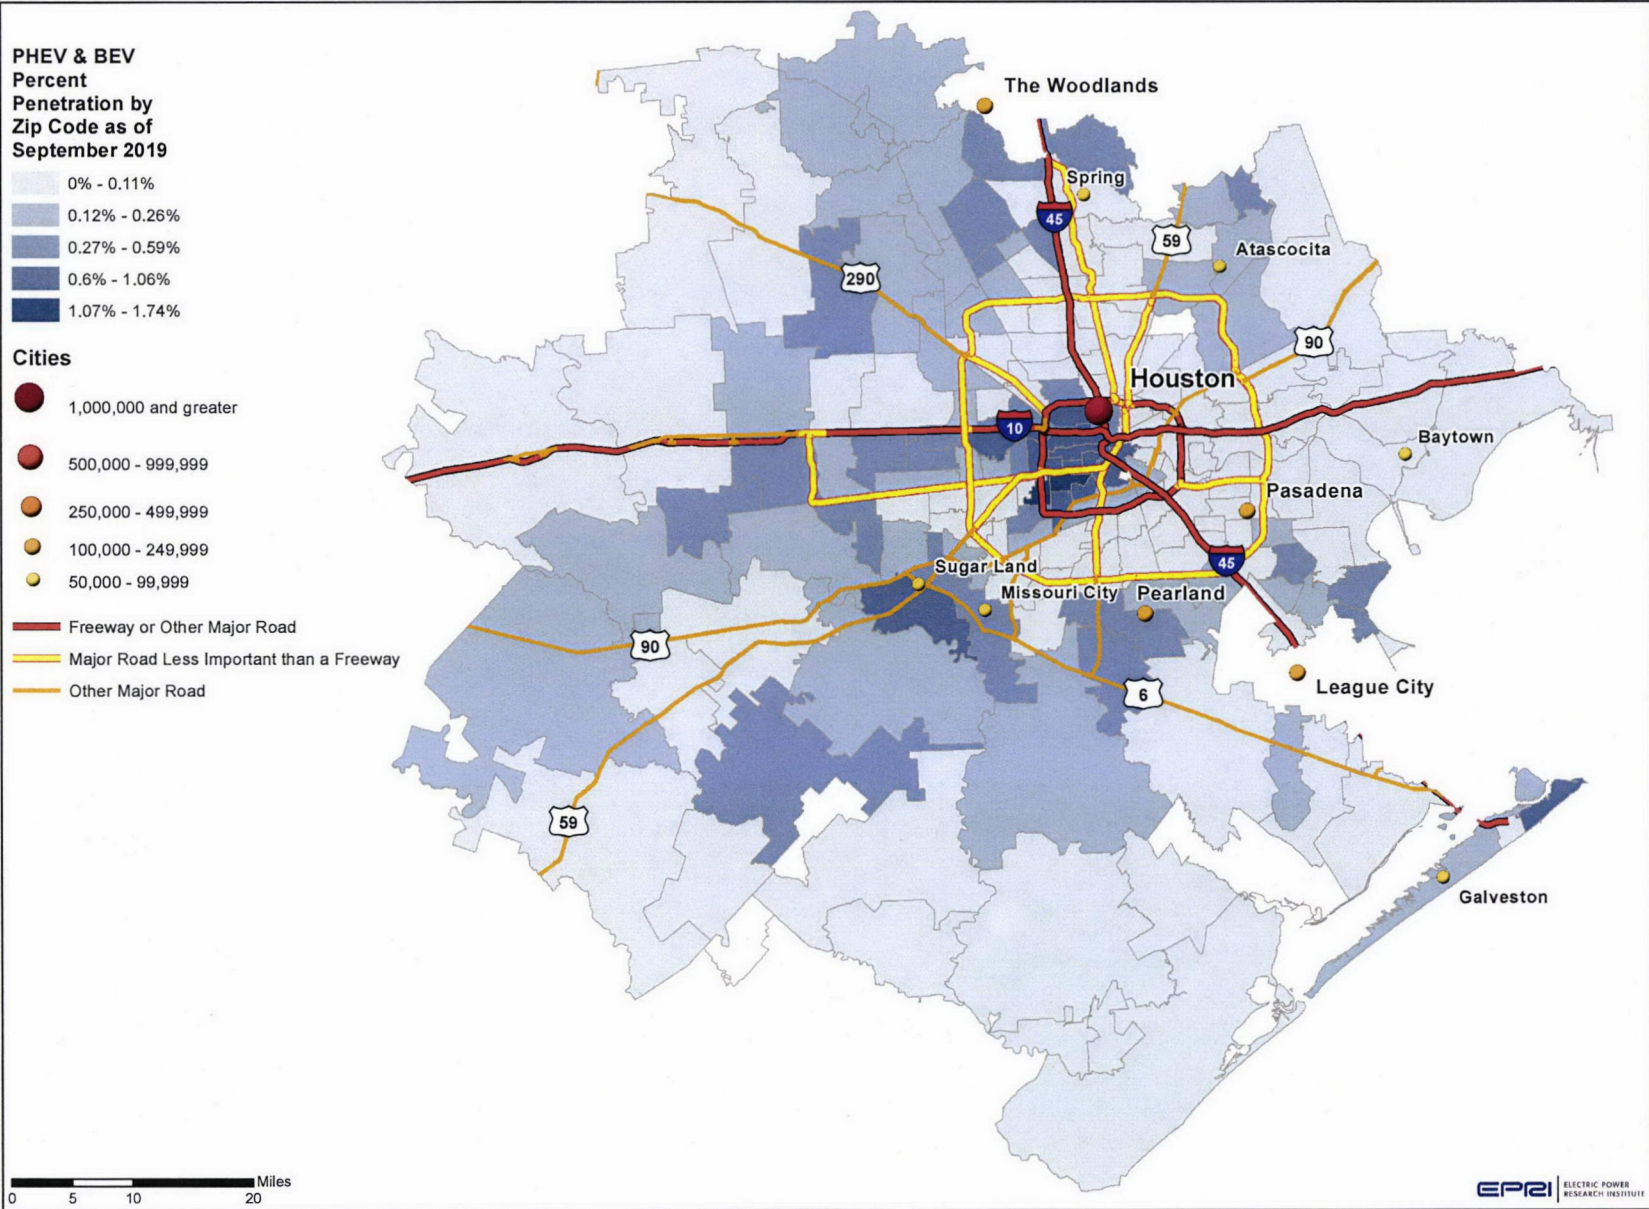 PHEV & BEV
Percent
Penetration by
Zip Code as of
September 2019
0% - 0.11%
0.12% - 0.26%
0.27% - 0.59%
0.6% - 1.06%
1.07% - 1.74%
Cities
1,000,000 and greater
500,000 - 999,999
250,000 - 499,999
100,000 - 249,999
50,000 - 99,999
Freeway or Other Major Road
Major Road Less Important than a Freeway
Other Major Road
The Woodlands
Spring
45
59
Atascocita
290
90
Houston
10
Baytown
Pasadena
45
Sugar Land
Missouri City
Pearland
90
League City
6
59
Galveston
Miles
0 5 10 20
EPRI
ELECTRIC POWER
RESEARCH INSTITUTE